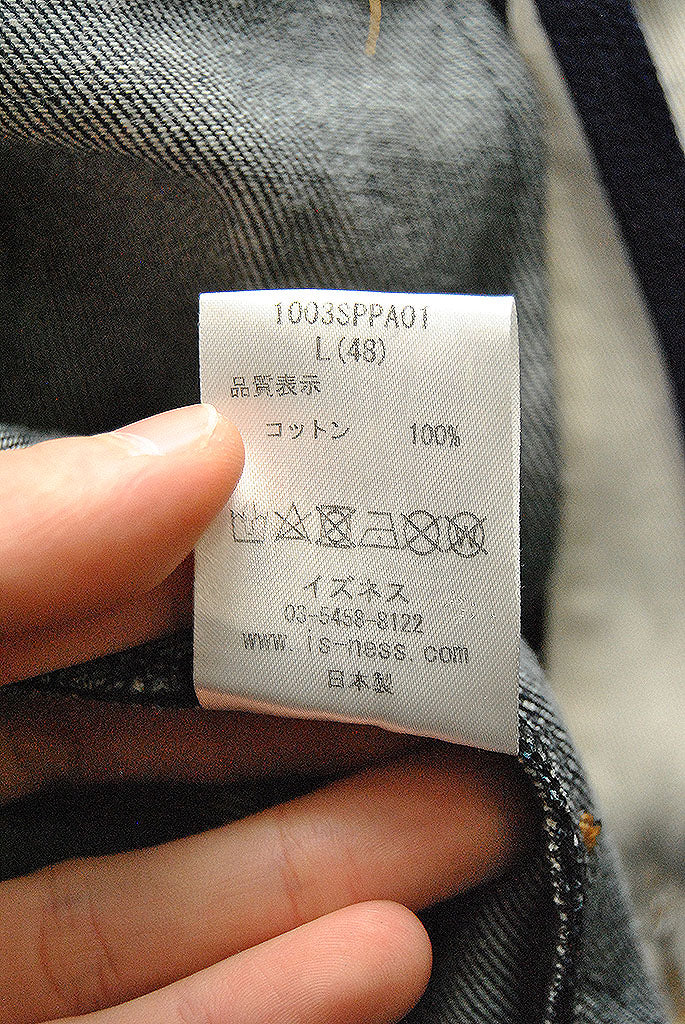 1003SPPA01
L(48)
品質表示
コットン 100%
イズネス
03-5458-8122
www.is-ness.com
日本製